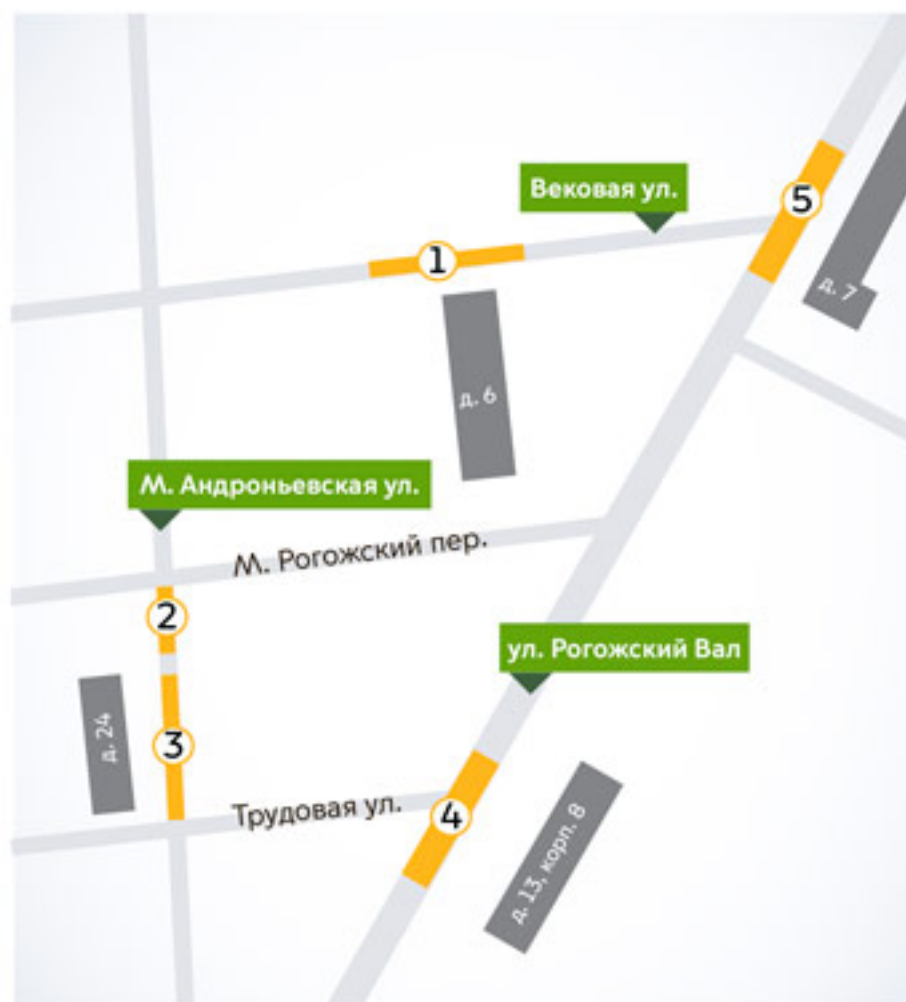 Вековая ул.
5
1
д. 7
д. 6
М. Андроньевская ул.
М. Рогожский пер.
2
ул. Рогожский Вал
д. 24
3
Трудовая ул.
4
д. 13, корп. 8